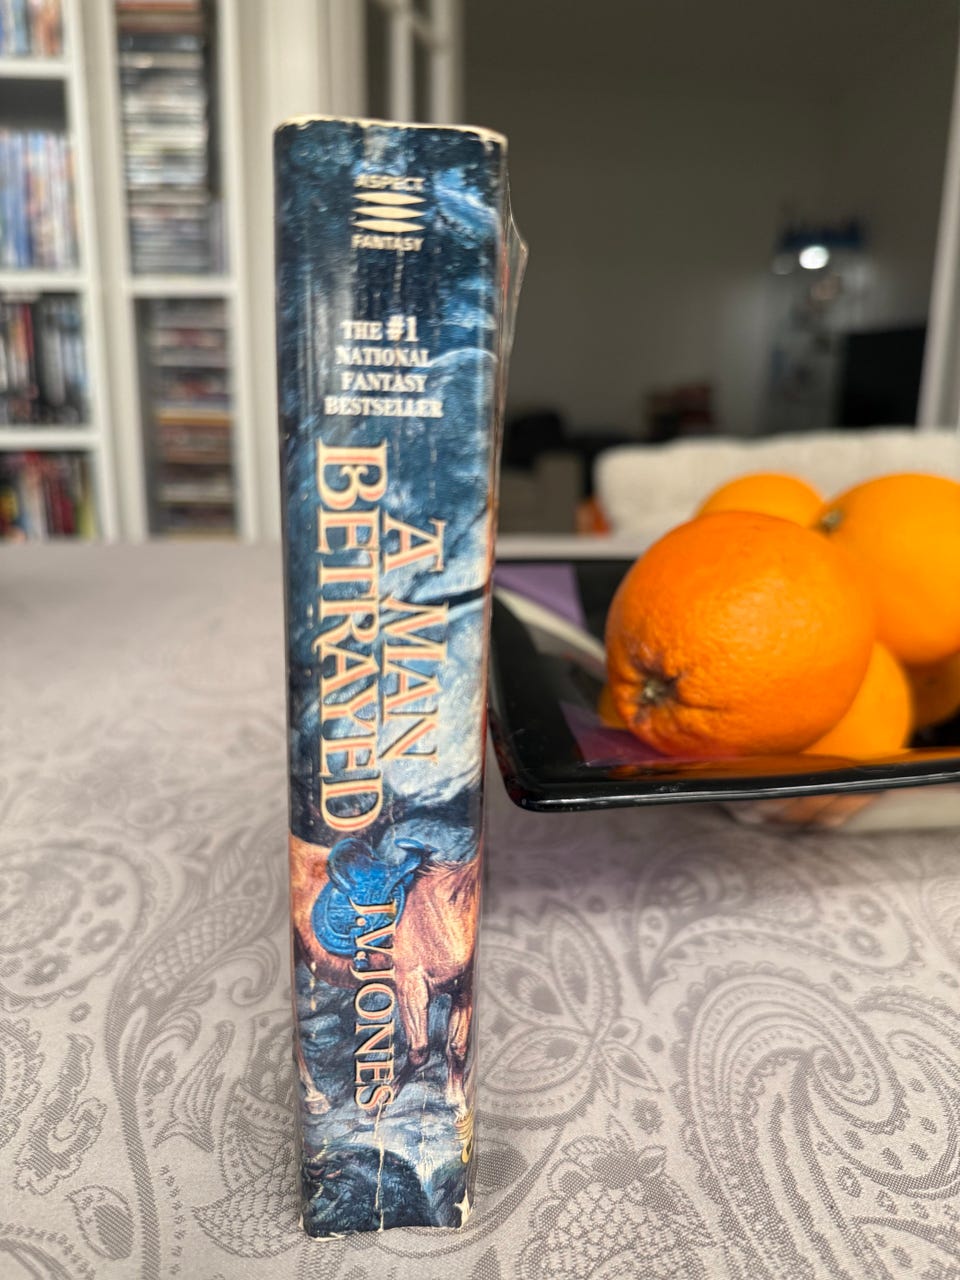 ASPECT
FANTASY
THE #1
NATIONAL
FANTASY
BESTSELLER
A MAN
BETRAYED
J.V. JONES